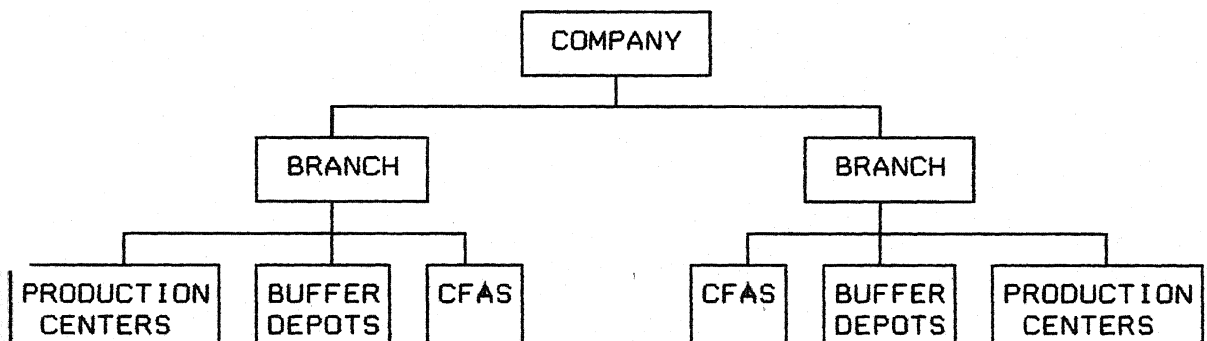 COMPANY
BRANCH
BRANCH
PRODUCTION
CENTERS
BUFFER
DEPOTS
CFAS
CFAS
BUFFER
DEPOTS
PRODUCTION
CENTERS